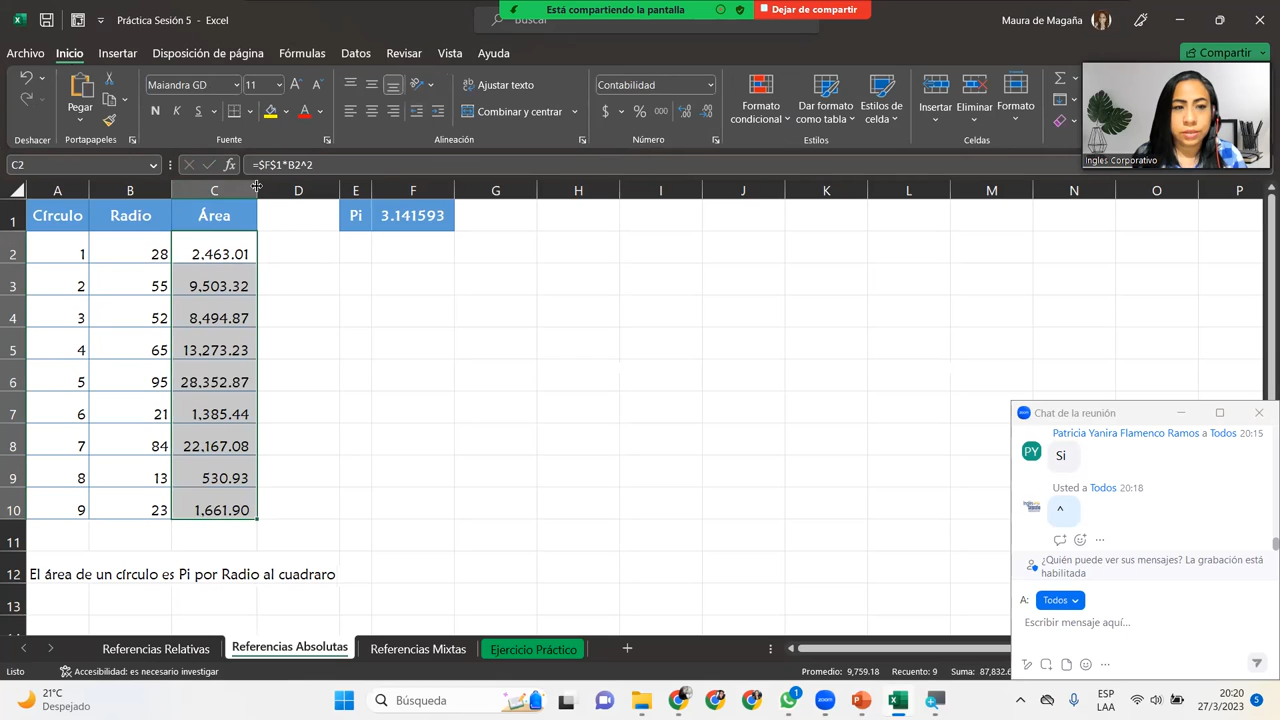 Práctica Sesión 5 - Excel
Está compartiendo la pantalla
Dejar de compartir
Buscar
Maura de Magaña
Archivo Inicio Insertar Disposición de página Fórmulas Datos Revisar Vista Ayuda
Compartir
Pegar
Maiandra GD 11
N K S
Ajustar texto
Combinar y centrar
Contabilidad
$ % 000
Formato condicional
Dar formato como tabla
Estilos de celda
Insertar Eliminar Formato
Deshacer Portapapeles Fuente Alineación Número Estilos Celdas
Ingles Corporativo
C2 fx =$F$1*B2^2
A B C D E F G H I J K L M N O P
1 Círculo Radio Área Pi 3.141593
2 1 28 2,463.01
3 2 55 9,503.32
4 3 52 8,494.87
5 4 65 13,273.23
6 5 95 28,352.87
7 6 21 1,385.44
8 7 84 22,167.08
9 8 13 530.93
10 9 23 1,661.90
11
12 El área de un círculo es Pi por Radio al cuadraro
13
Chat de la reunión
Patricia Yanira Flamenco Ramos a Todos 20:15
PY Si
Usted a Todos 20:18
^
¿Quién puede ver sus mensajes? La grabación está
habilitada
A: Todos
Escribir mensaje aquí...
Referencias Relativas Referencias Absolutas Referencias Mixtas Ejercicio Práctico
Listo Accesibilidad: es necesario investigar Promedio: 9,759.18 Recuento: 9 Suma: 87,832.6
21°C
Despejado
Búsqueda
1
zoom
ESP
LAA
20:20
27/3/2023
5